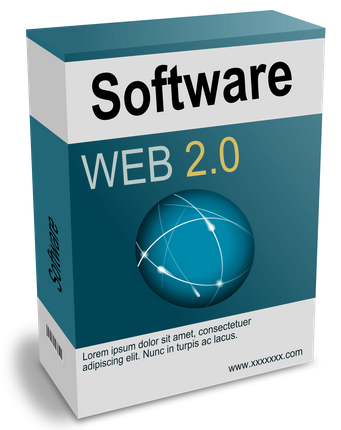 Software
WEB 2.0
Software
Lorem ipsum dolor sit amet, consectetuer
adipiscing elit. Nunc in turpis ac lacus.
www.xxxxxxx.com